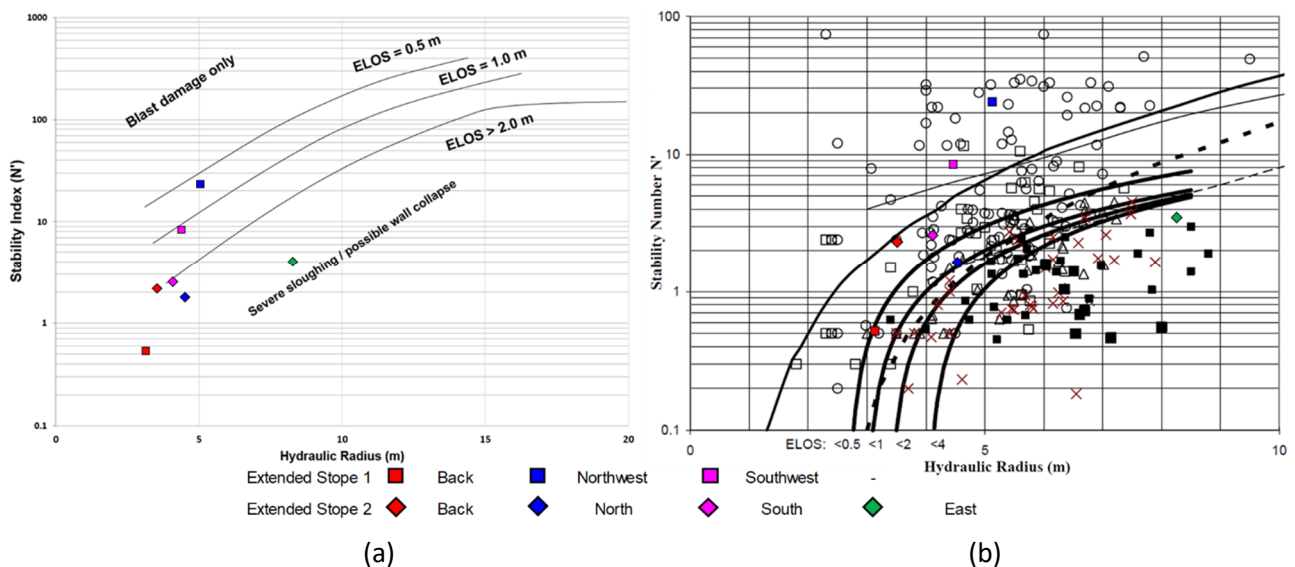 1000
100
10
1
0.1
Stability Index (N')
Blast damage only
ELOS = 0.5 m
ELOS = 1.0 m
ELOS > 2.0 m
Severe sloughing / possible wall collapse
0 5 10 15 20
Hydraulic Radius (m)
100
10
1
0.1
Stability Number N'
ELOS: <0.5 <1 <2 <4
0 5 10
Hydraulic Radius (m)
Extended Stope 1 Back Northwest Southwest -
Extended Stope 2 Back North South East
(a) (b)